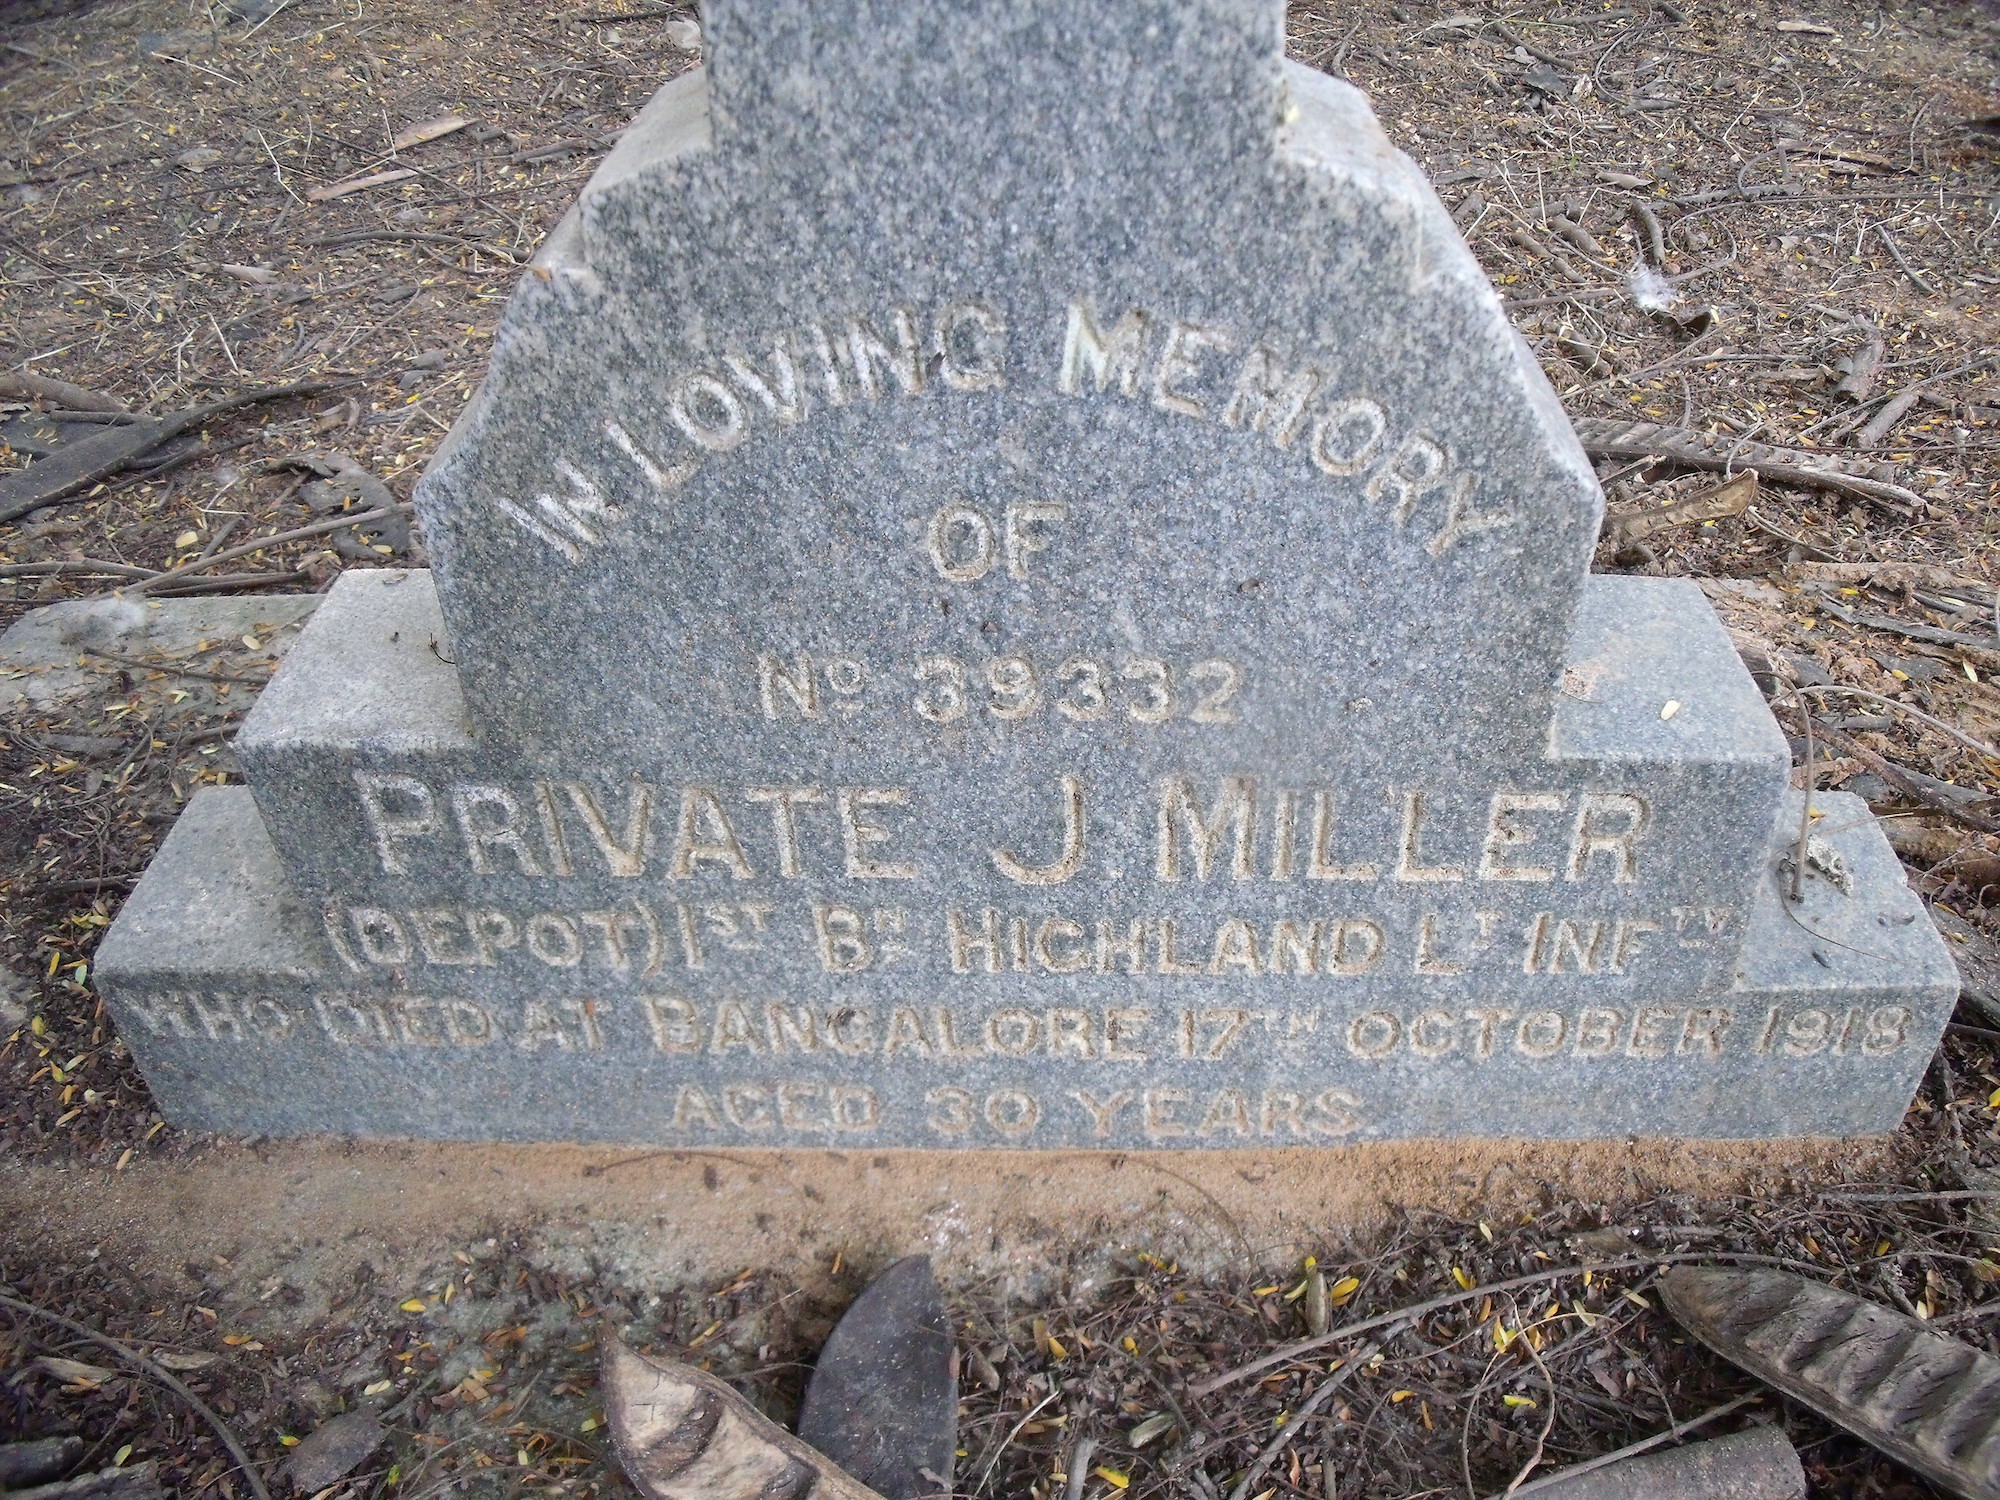 IN LOVING MEMORY
OF
No 39332
PRIVATE J. MILLER
(DEPOT) 1ST BN HIGHLAND LT INFTY
WHO DIED AT BANGALORE 17TH OCTOBER 1918
AGED 30 YEARS.